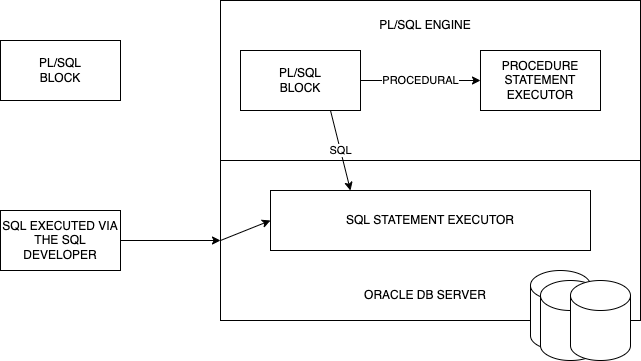 PL/SQL ENGINE
PL/SQL
BLOCK
PL/SQL
BLOCK
PROCEDURAL
PROCEDURE
STATEMENT
EXECUTOR
SQL
SQL EXECUTED VIA
THE SQL
DEVELOPER
SQL STATEMENT EXECUTOR
ORACLE DB SERVER